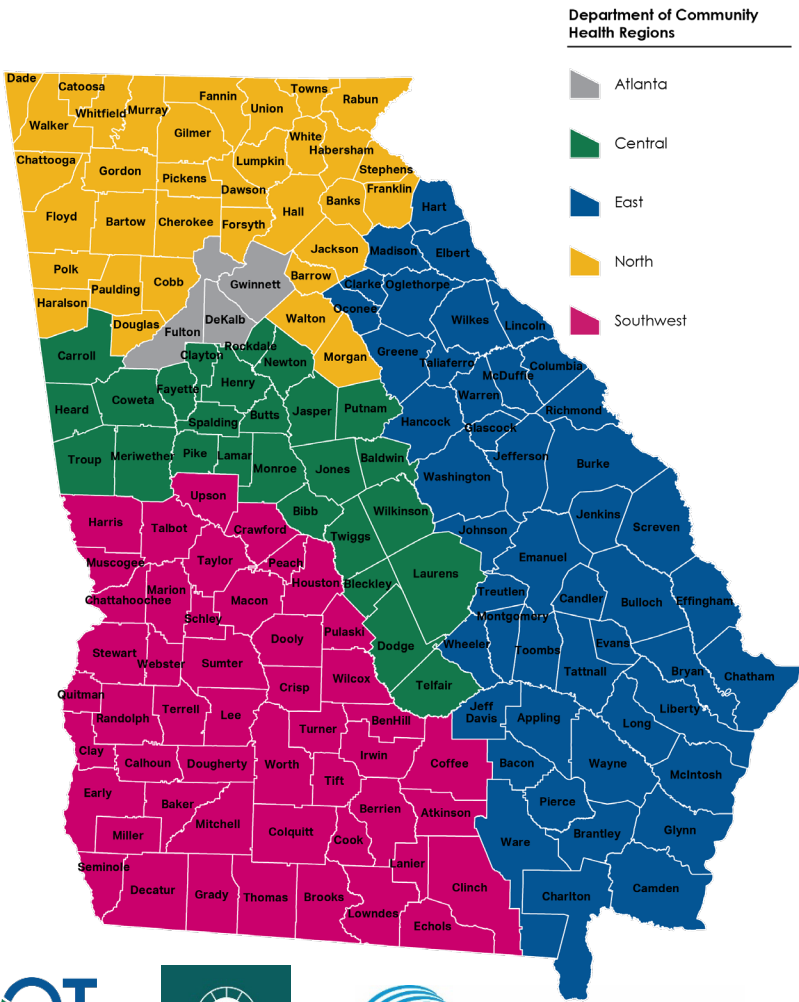 Department of Community
Health Regions
Atlanta
Central
East
North
Southwest
Dade
Catoosa
Whitfield
Murray
Fannin
Union
Towns
Rabun
Walker
Gilmer
White
Habersham
Chattooga
Gordon
Pickens
Lumpkin
Stephens
Dawson
Franklin
Banks
Hart
Floyd
Bartow
Cherokee
Forsyth
Hall
Jackson
Madison
Elbert
Polk
Cobb
Gwinnett
Barrow
Clarke
Oglethorpe
Paulding
Haralson
Oconee
Douglas
Fulton
DeKalb
Walton
Wilkes
Lincoln
Carroll
Clayton
Rockdale
Newton
Morgan
Greene
Taliaferro
McDuffie
Columbia
Fayette
Henry
Warren
Heard
Coweta
Spalding
Butts
Jasper
Putnam
Hancock
Glascock
Richmond
Troup
Meriwether
Pike
Lamar
Monroe
Jones
Baldwin
Washington
Jefferson
Burke
Upson
Harris
Talbot
Crawford
Bibb
Wilkinson
Twiggs
Johnson
Jenkins
Screven
Muscogee
Taylor
Peach
Houston
Bleckley
Laurens
Emanuel
Chattahoochee
Marion
Macon
Schley
Treutlen
Candler
Bulloch
Effingham
Montgomery
Stewart
Webster
Sumter
Dooly
Pulaski
Dodge
Wheeler
Toombs
Evans
Tattnall
Bryan
Chatham
Quitman
Randolph
Terrell
Lee
Crisp
Wilcox
Telfair
Jeff
Davis
Appling
Long
Liberty
Clay
Calhoun
Dougherty
Worth
Turner
BenHill
Irwin
Coffee
Bacon
Wayne
McIntosh
Early
Baker
Tift
Berrien
Atkinson
Pierce
Miller
Mitchell
Colquitt
Cook
Ware
Brantley
Glynn
Seminole
Decatur
Grady
Thomas
Brooks
Lanier
Lowndes
Clinch
Echols
Charlton
Camden